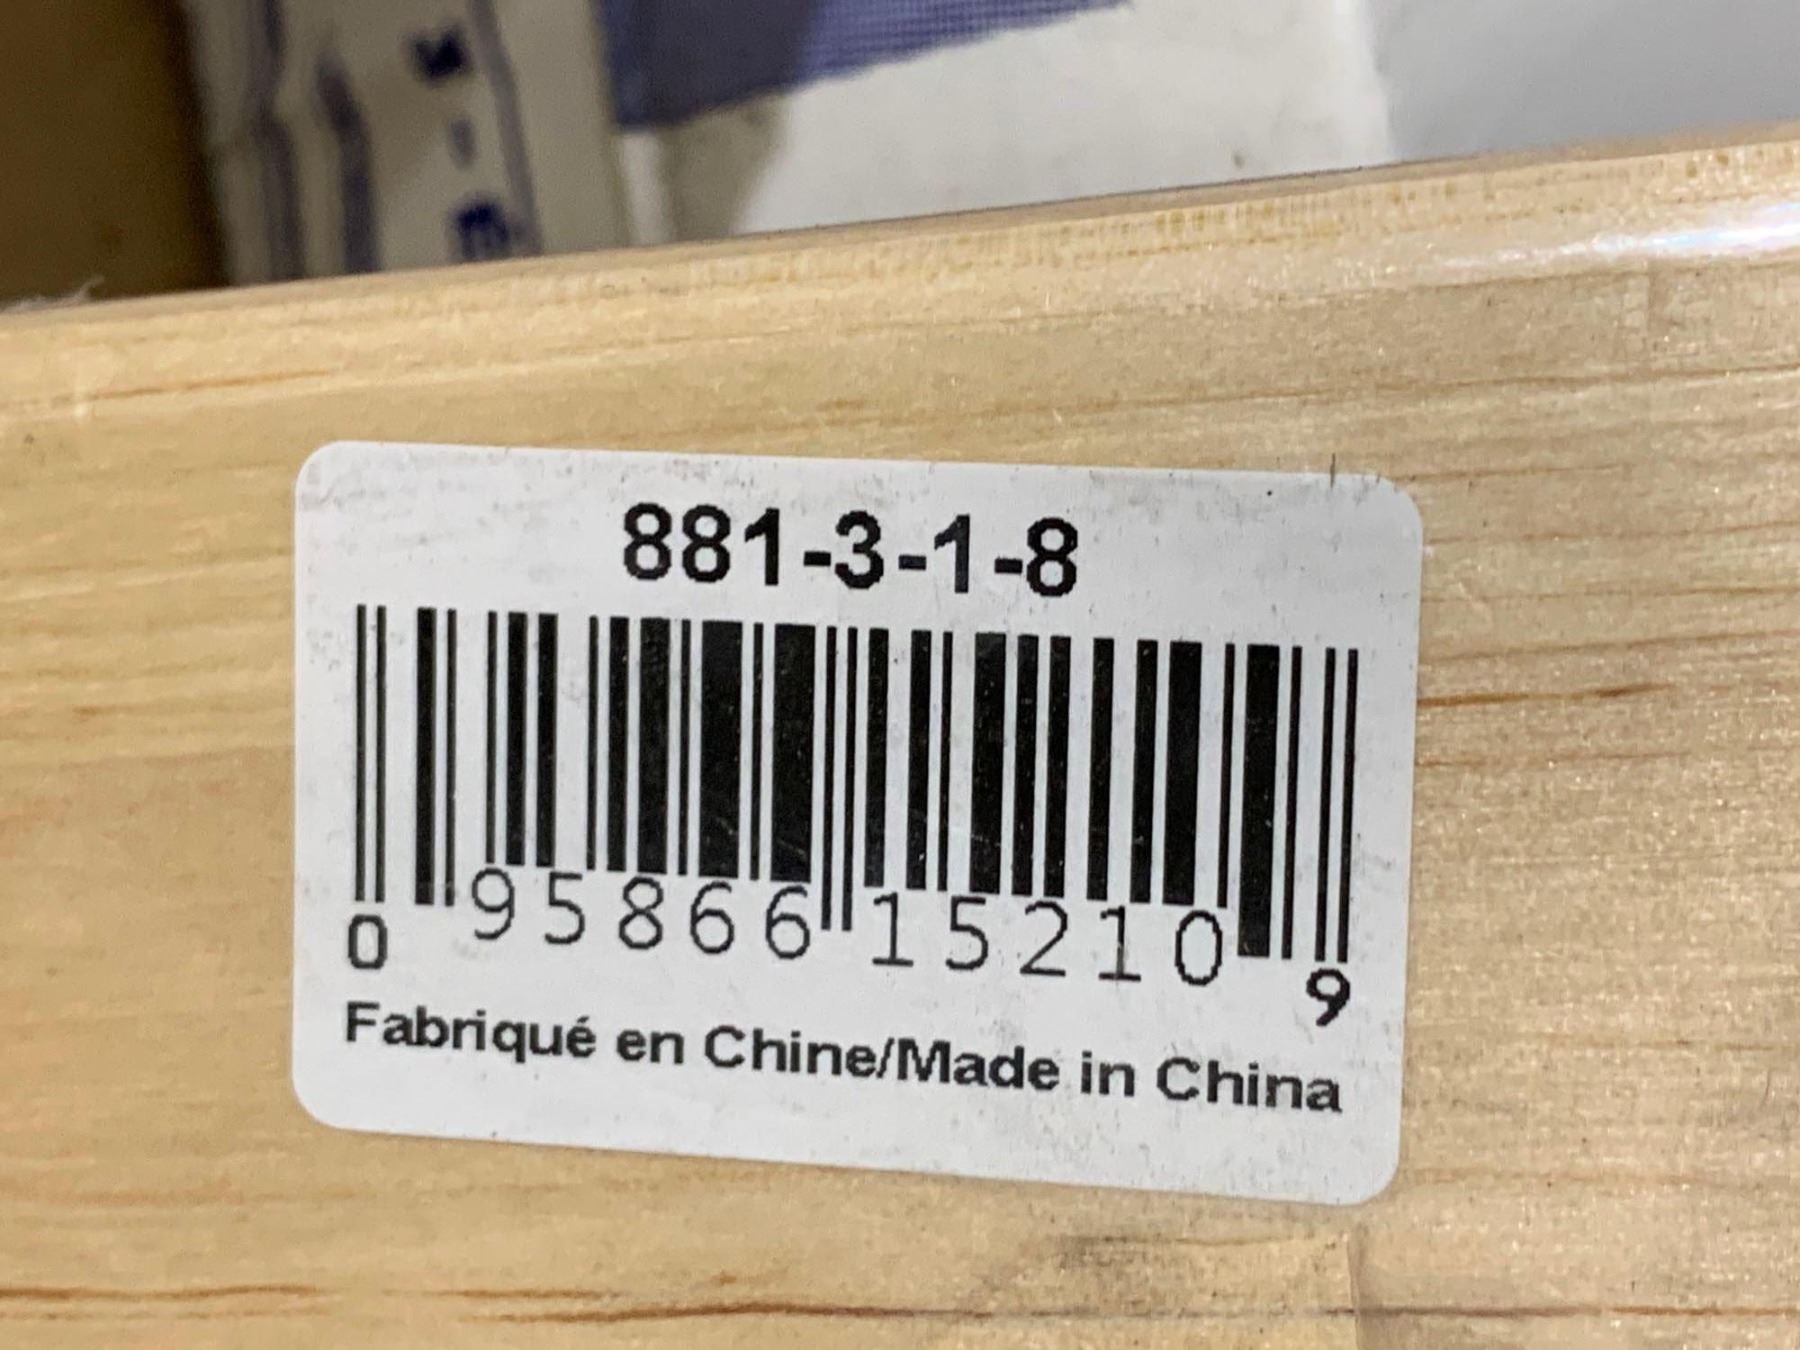 881-3-1-8
0 95866 15210 9
Fabriqué en Chine/Made in China